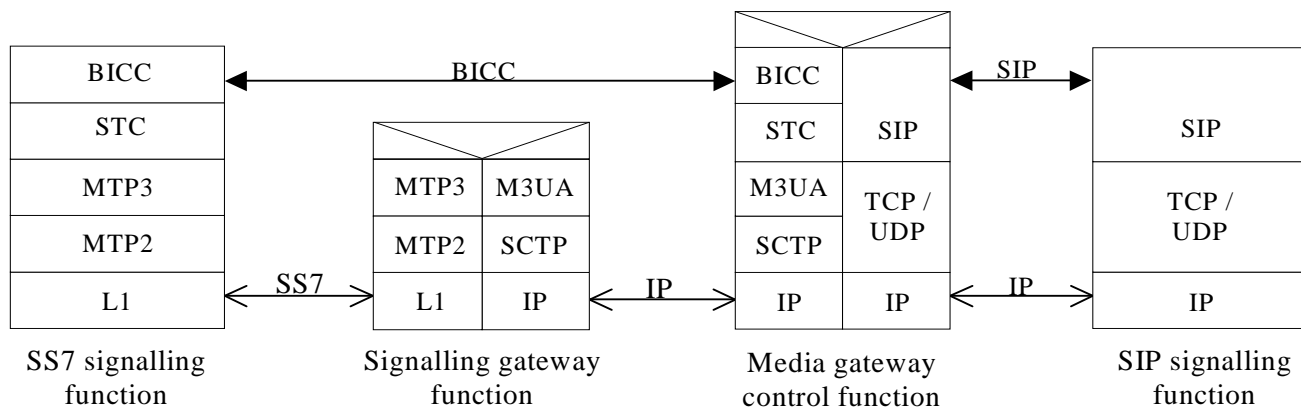 BICC
STC
MTP3
MTP2
L1
SS7 signalling
function
BICC
SS7
MTP3
M3UA
MTP2
SCTP
L1
IP
Signalling gateway
function
IP
BICC
STC
SIP
M3UA
TCP /
UDP
SCTP
IP
IP
Media gateway
control function
SIP
IP
SIP
TCP /
UDP
IP
SIP signalling
function